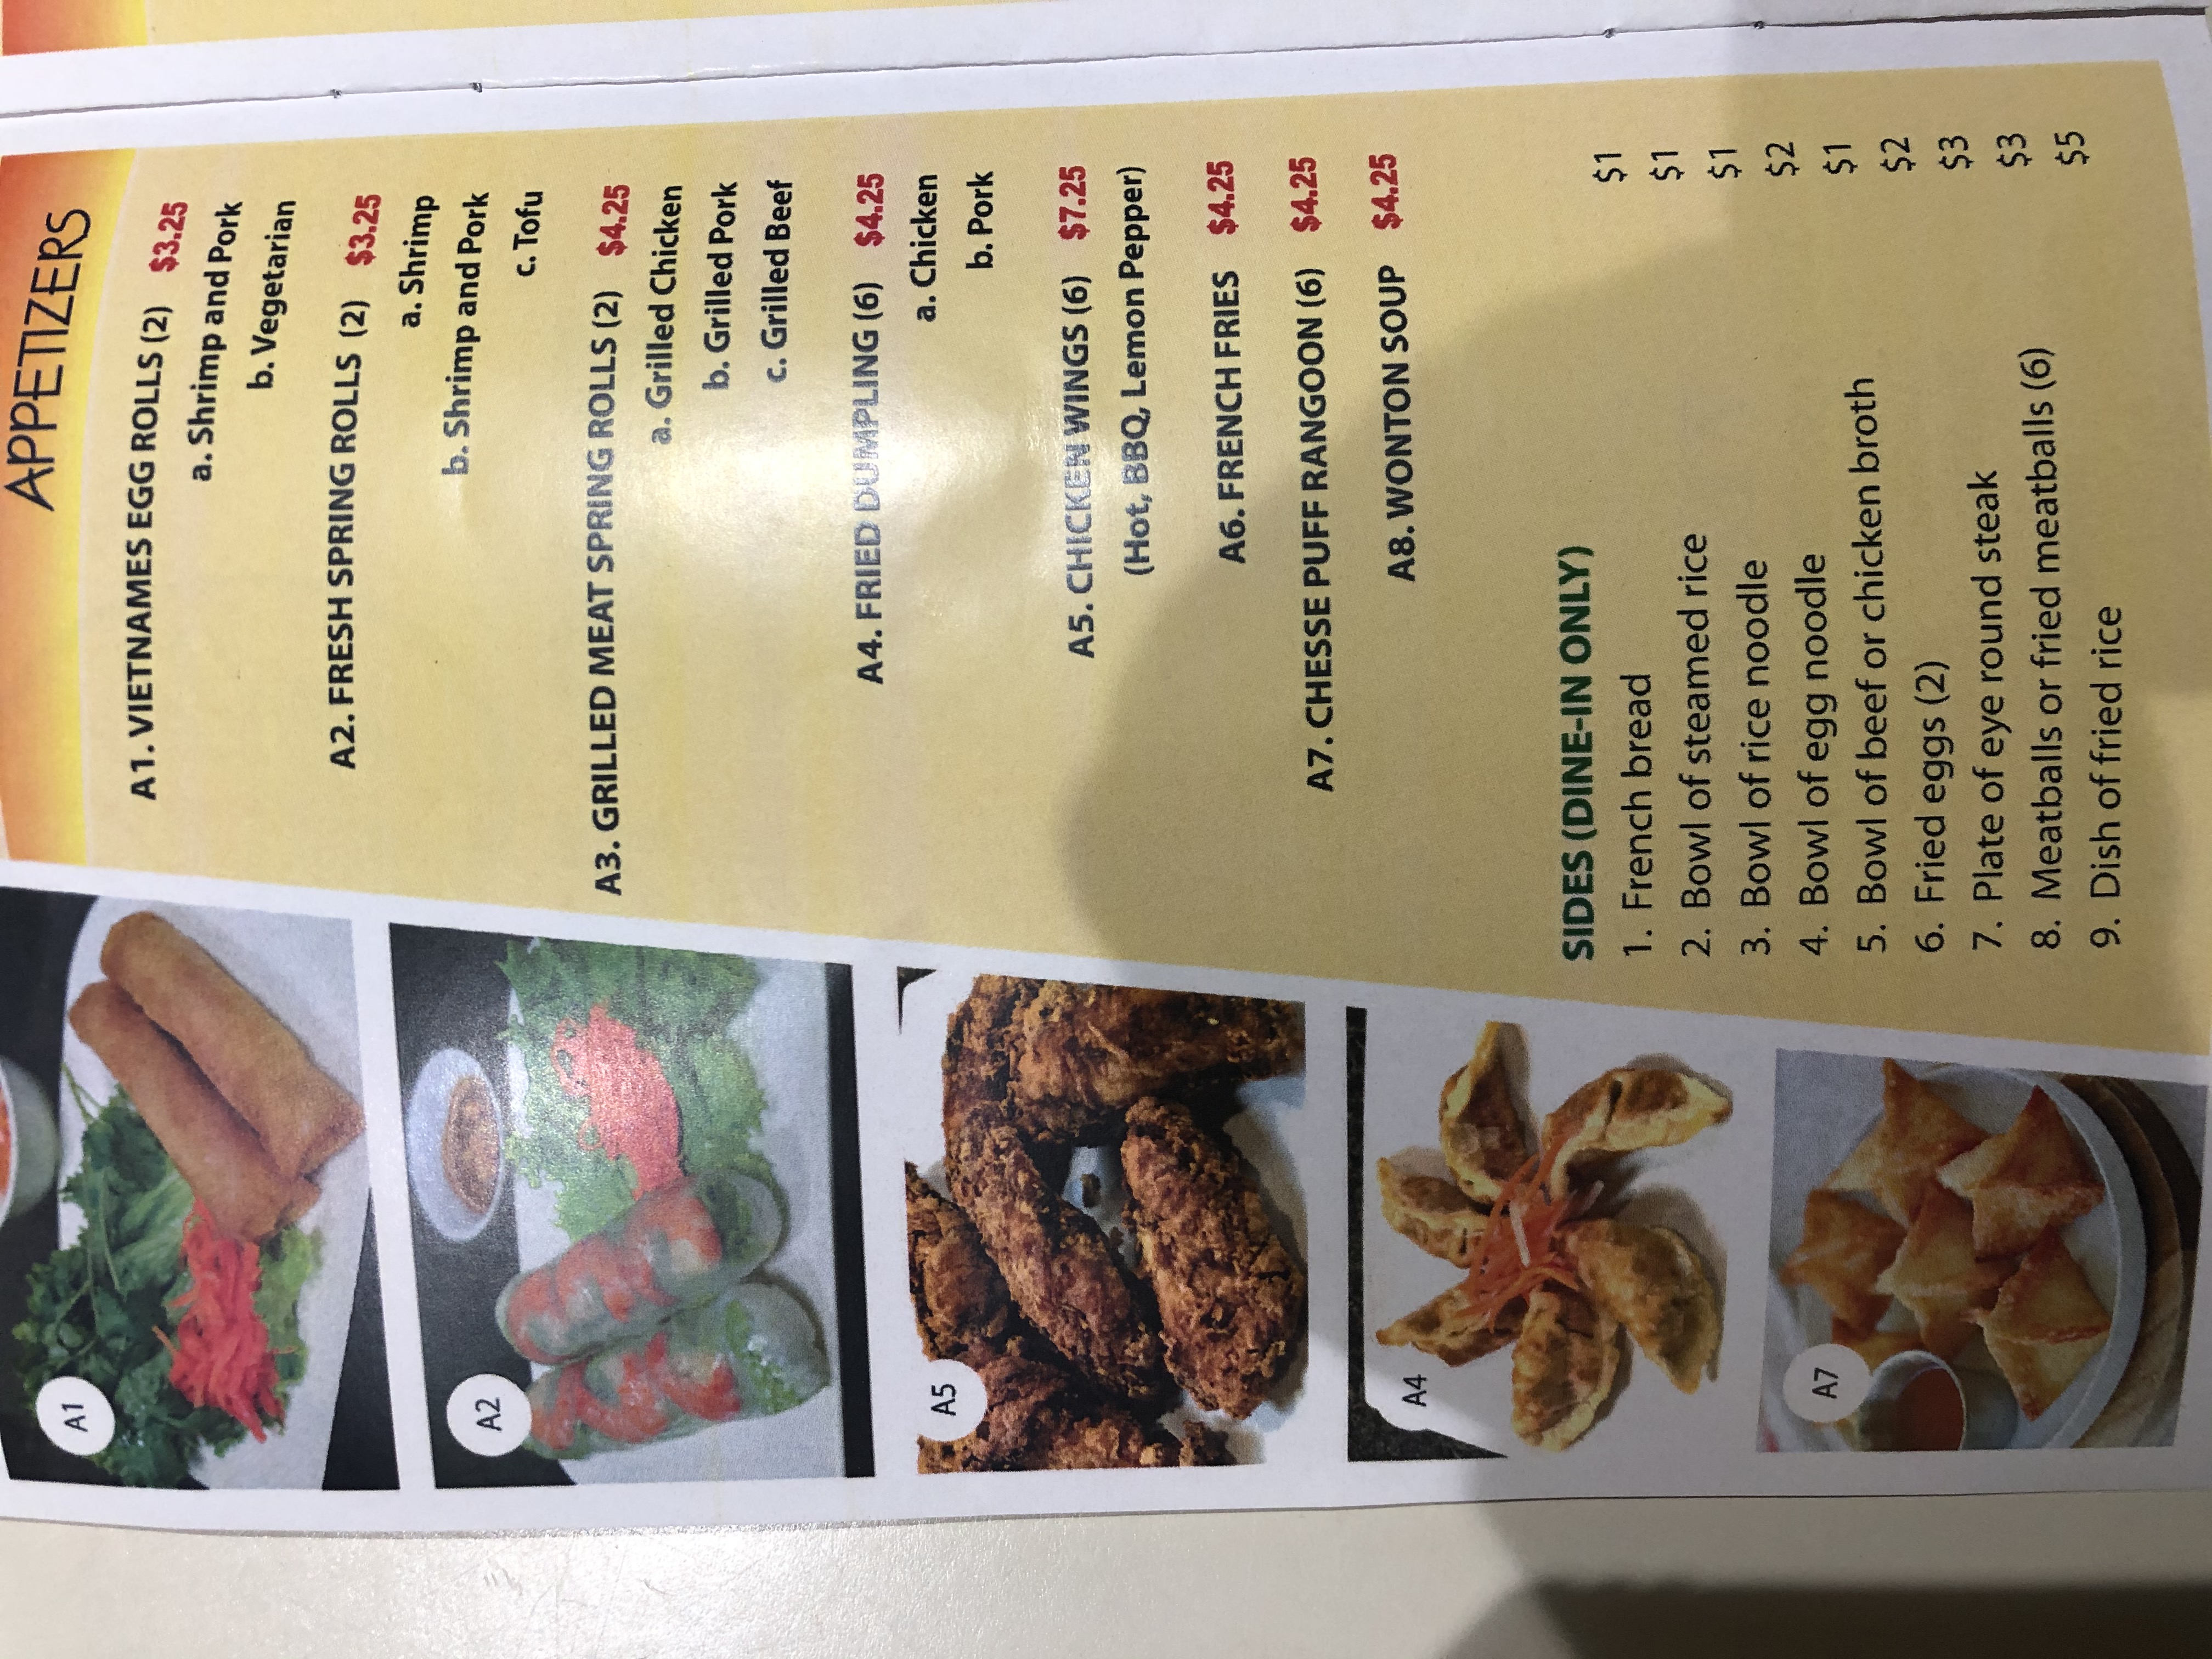 APPETIZERS
A1. VIETNAMES EGG ROLLS (2) $3.25
a. Shrimp and Pork
b. Vegetarian
A2. FRESH SPRING ROLLS (2) $3.25
a. Shrimp
b. Shrimp and Pork
c. Tofu
A3. GRILLED MEAT SPRING ROLLS (2) $4.25
a. Grilled Chicken
b. Grilled Pork
c. Grilled Beef
A4. FRIED DUMPLING (6) $4.25
a. Chicken
b. Pork
A5. CHICKEN WINGS (6) $7.25
(Hot, BBQ, Lemon Pepper)
A6. FRENCH FRIES $4.25
A7. CHESSE PUFF RANGOON (6) $4.25
A8. WONTON SOUP $4.25
SIDES (DINE-IN ONLY)
1. French bread $1
2. Bowl of steamed rice $1
3. Bowl of rice noodle $1
4. Bowl of egg noodle $2
5. Bowl of beef or chicken broth $1
6. Fried eggs (2) $2
7. Plate of eye round steak $3
8. Meatballs or fried meatballs (6) $3
9. Dish of fried rice $5
A1
A2
A5
A4
A7